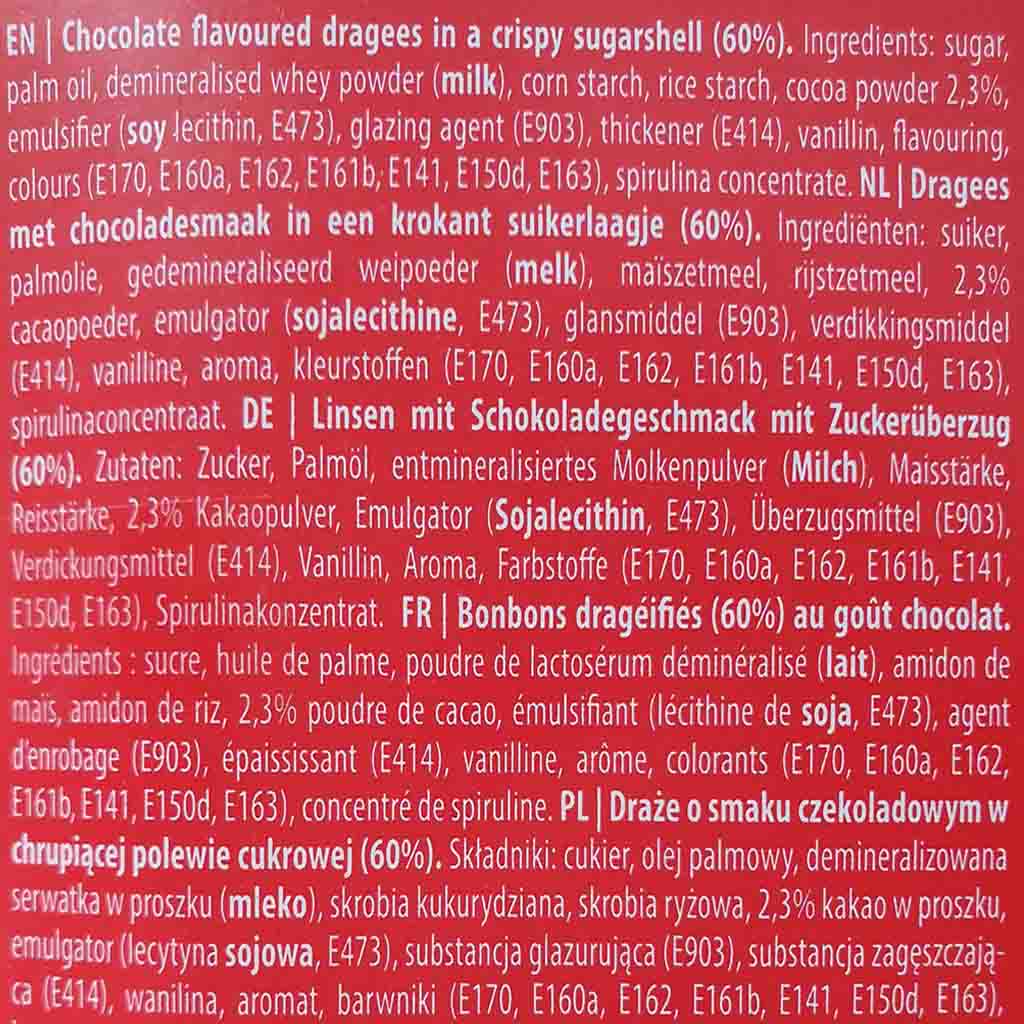 EN | Chocolate flavoured dragees in a crispy sugarshell (60%). Ingredients: sugar,
palm oil, demineralised whey powder (milk), corn starch, rice starch, cocoa powder 2,3%,
emulsifier (soy lecithin, E473), glazing agent (E903), thickener (E414), vanillin, flavouring,
colours (E170, E160a, E162, E161b, E141, E150d, E163), spirulina concentrate. NL | Dragees
met chocoladesmaak in een krokant suikerlaagje (60%). Ingrediënten: suiker,
palmolie, gedemineraliseerd weipoeder (melk), maïszetmeel, rijstzetmeel, 2,3%
cacaopoeder, emulgator (sojalecithine, E473), glansmiddel (E903), verdikkingsmiddel
(E414), vanilline, aroma, kleurstoffen (E170, E160a, E162, E161b, E141, E150d, E163),
spirulinaconcentraat. DE | Linsen mit Schokoladegeschmack mit Zuckerüberzug
(60%). Zutaten: Zucker, Palmöl, entmineralisiertes Molkenpulver (Milch), Maisstärke,
Reisstärke, 2,3% Kakaopulver, Emulgator (Sojalecithin, E473), Überzugsmittel (E903),
Verdickungsmittel (E414), Vanillin, Aroma, Farbstoffe (E170, E160a, E162, E161b, E141,
E150d, E163), Spirulinakonzentrat. FR | Bonbons dragéifiés (60%) au goût chocolat.
Ingrédients : sucre, huile de palme, poudre de lactosérum déminéralisé (lait), amidon de
maïs, amidon de riz, 2,3% poudre de cacao, émulsifiant (lécithine de soja, E473), agent
d'enrobage (E903), épaississant (E414), vanilline, arôme, colorants (E170, E160a, E162,
E161b, E141, E150d, E163), concentré de spiruline. PL | Draże o smaku czekoladowym w
chrupiącej polewie cukrowej (60%). Składniki: cukier, olej palmowy, demineralizowana
serwatka w proszku (mleko), skrobia kukurydziana, skrobia ryżowa, 2,3% kakao w proszku,
emulgator (lecytyna sojowa, E473), substancja glazurująca (E903), substancja zagęszczają-
ca (E414), wanilina, aromat, barwniki (E170, E160a, E162, E161b, E141, E150d, E163),